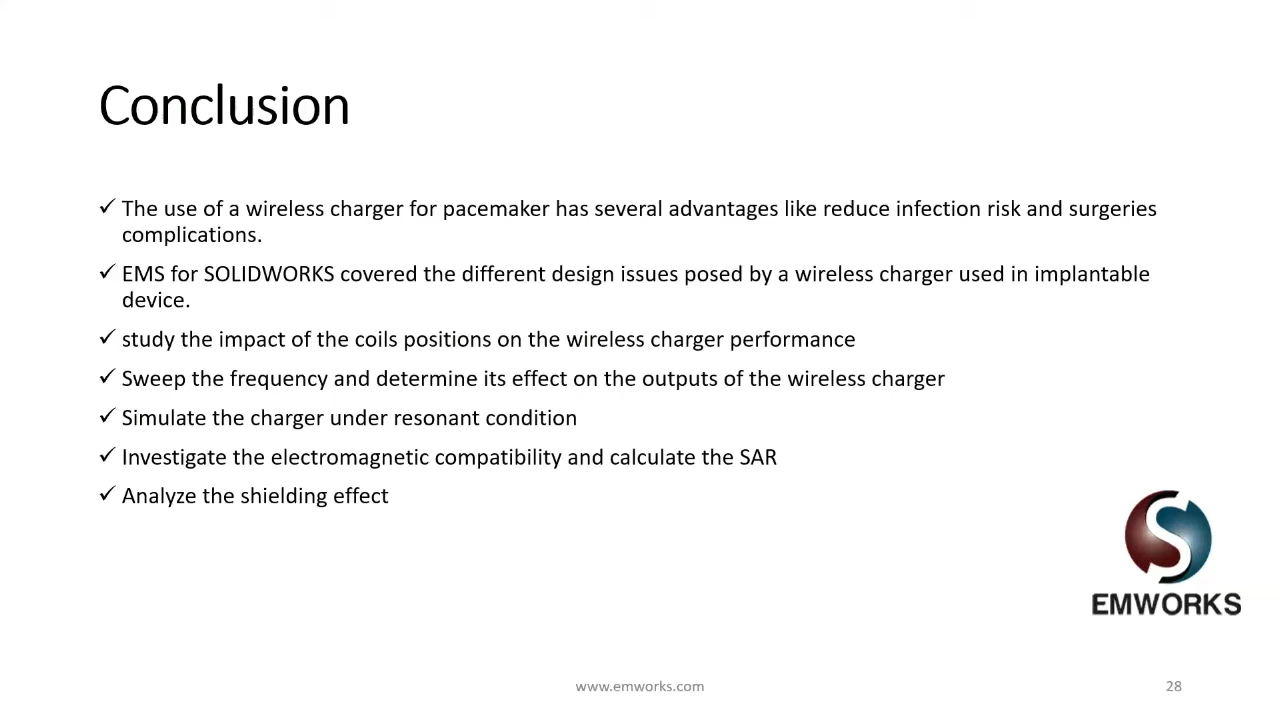 Conclusion
✓ The use of a wireless charger for pacemaker has several advantages like reduce infection risk and surgeries
complications.
✓ EMS for SOLIDWORKS covered the different design issues posed by a wireless charger used in implantable
device.
✓ study the impact of the coils positions on the wireless charger performance
✓ Sweep the frequency and determine its effect on the outputs of the wireless charger
✓ Simulate the charger under resonant condition
✓ Investigate the electromagnetic compatibility and calculate the SAR
✓ Analyze the shielding effect
EMWORKS
www.emworks.com
28